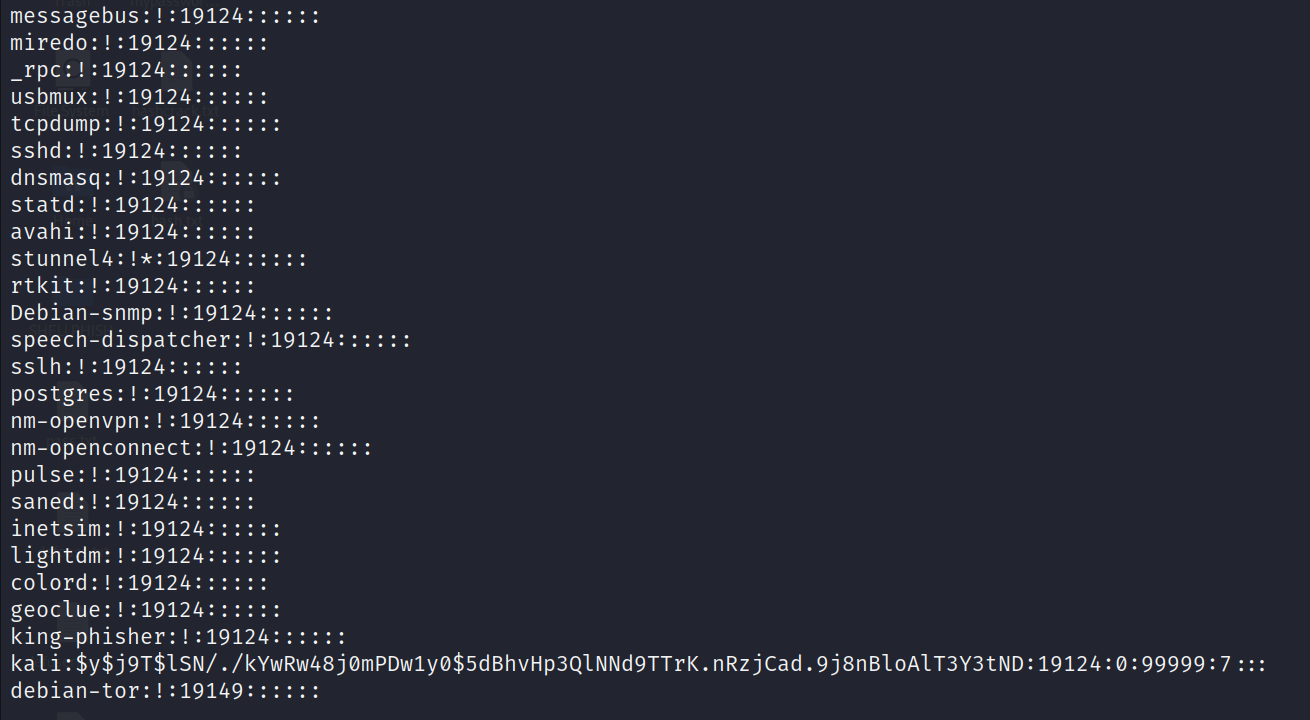 messagebus:!:19124::::::
miredo:!:19124::::::
_rpc:!:19124::::::
usbmux:!:19124::::::
tcpdump:!:19124::::::
sshd:!:19124::::::
dnsmasq:!:19124::::::
statd:!:19124::::::
avahi:!:19124::::::
stunnel4:!*:19124::::::
rtkit:!:19124::::::
Debian-snmp:!:19124::::::
speech-dispatcher:!:19124::::::
sslh:!:19124::::::
postgres:!:19124::::::
nm-openvpn:!:19124::::::
nm-openconnect:!:19124::::::
pulse:!:19124::::::
saned:!:19124::::::
inetsim:!:19124::::::
lightdm:!:19124::::::
colord:!:19124::::::
geoclue:!:19124::::::
king-phisher:!:19124::::::
kali:$y$j9T$lSN/./kYwRw48j0mPDw1y0$5dBhvHp3QlNNd9TTrK.nRzjCad.9j8nBloAlT3Y3tND:19124:0:99999:7:::
debian-tor:!:19149::::::